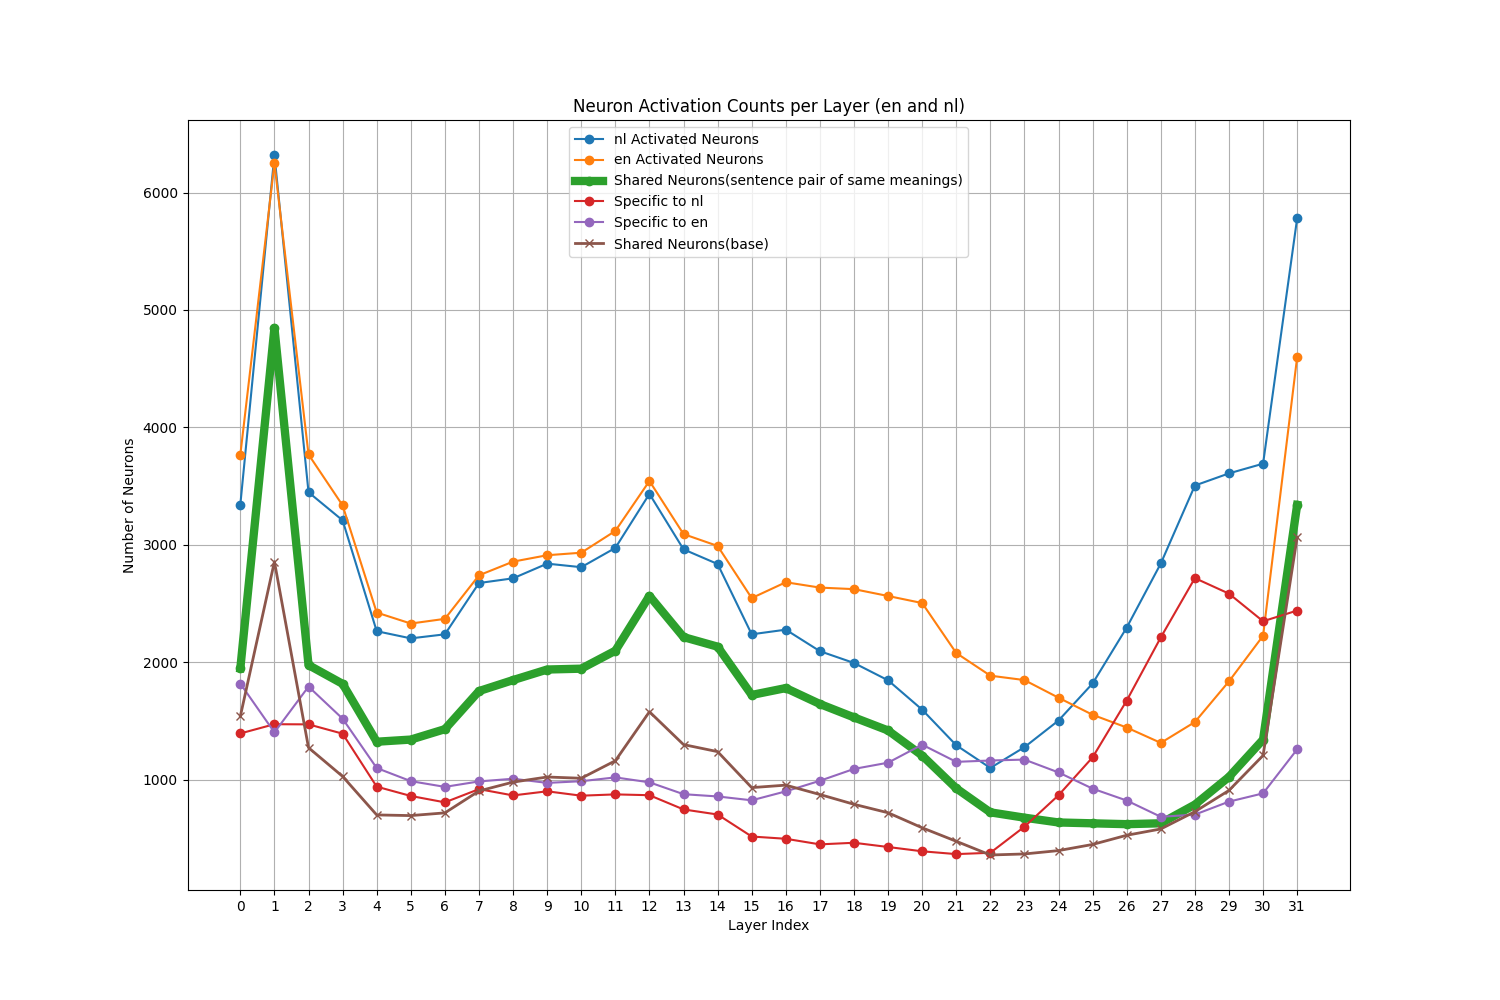 Neuron Activation Counts per Layer (en and nl)
nl Activated Neurons
en Activated Neurons
Shared Neurons(sentence pair of same meanings)
Specific to nl
Specific to en
Shared Neurons(base)
Number of Neurons
6000
5000
4000
3000
2000
1000
0 1 2 3 4 5 6 7 8 9 10 11 12 13 14 15 16 17 18 19 20 21 22 23 24 25 26 27 28 29 30 31
Layer Index